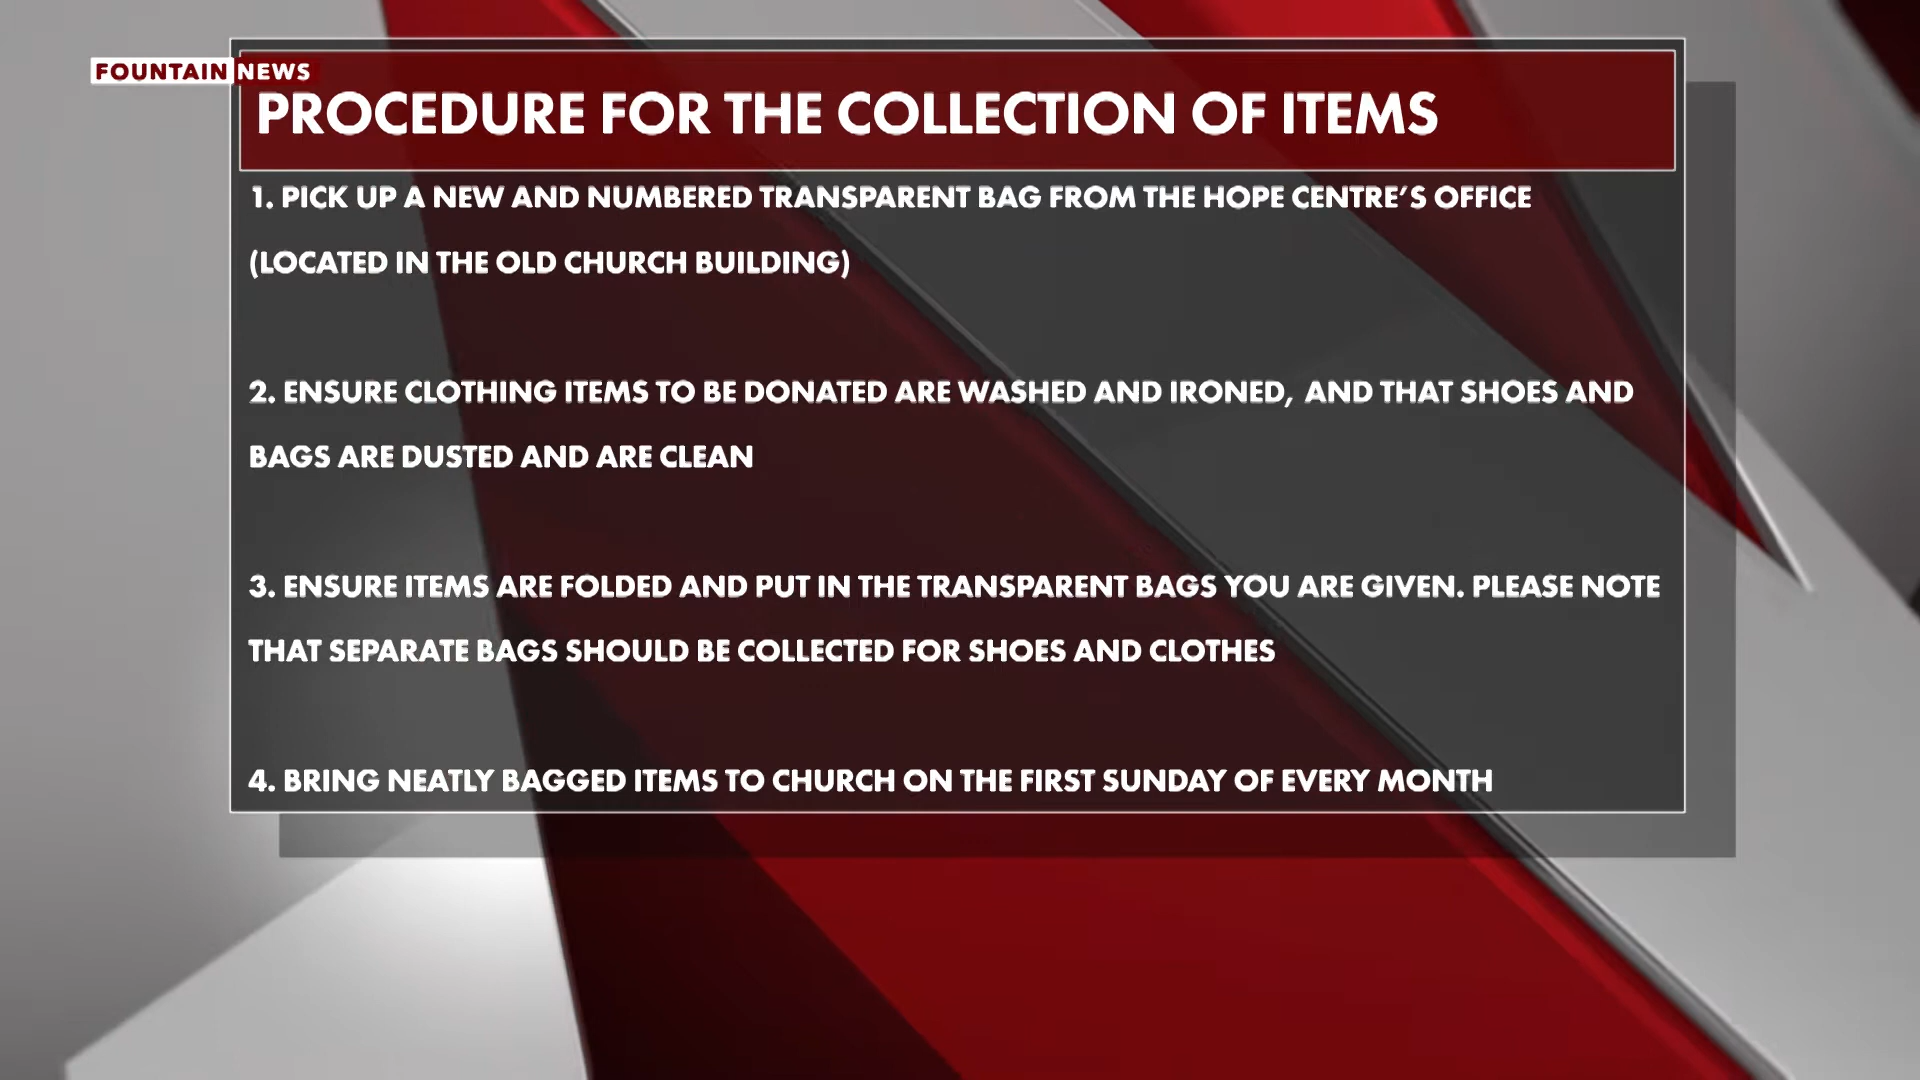 FOUNTAIN NEWS
PROCEDURE FOR THE COLLECTION OF ITEMS
1. PICK UP A NEW AND NUMBERED TRANSPARENT BAG FROM THE HOPE CENTRE’S OFFICE
(LOCATED IN THE OLD CHURCH BUILDING)
2. ENSURE CLOTHING ITEMS TO BE DONATED ARE WASHED AND IRONED, AND THAT SHOES AND
BAGS ARE DUSTED AND ARE CLEAN
3. ENSURE ITEMS ARE FOLDED AND PUT IN THE TRANSPARENT BAGS YOU ARE GIVEN. PLEASE NOTE
THAT SEPARATE BAGS SHOULD BE COLLECTED FOR SHOES AND CLOTHES
4. BRING NEATLY BAGGED ITEMS TO CHURCH ON THE FIRST SUNDAY OF EVERY MONTH